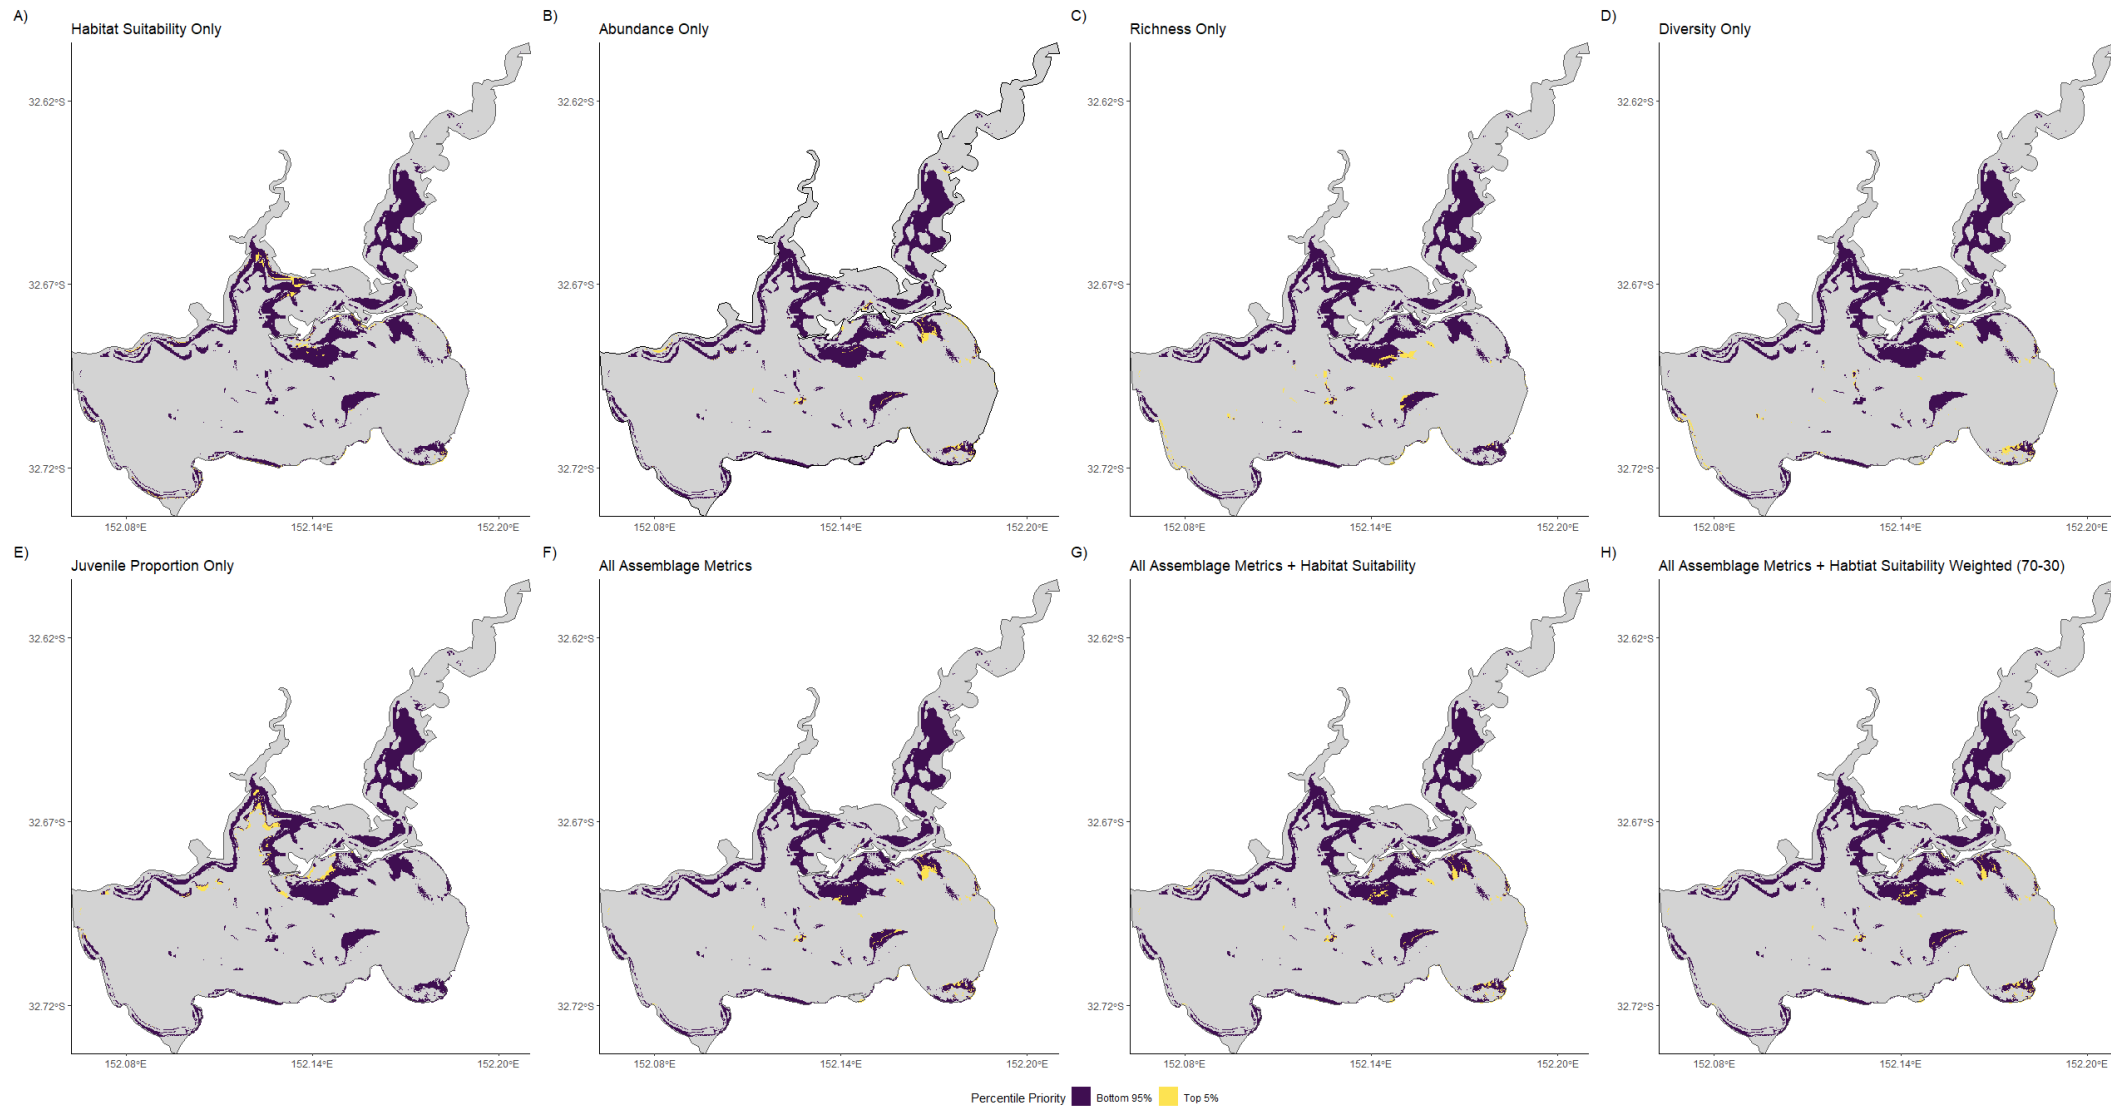 A)
Habitat Suitability Only
B)
Abundance Only
C)
Richness Only
D)
Diversity Only
32.62°S
32.67°S
32.72°S
152.08°E
152.14°E
152.20°E
32.62°S
32.67°S
32.72°S
152.08°E
152.14°E
152.20°E
32.62°S
32.67°S
32.72°S
152.08°E
152.14°E
152.20°E
32.62°S
32.67°S
32.72°S
152.08°E
152.14°E
152.20°E
E)
Juvenile Proportion Only
F)
All Assemblage Metrics
G)
All Assemblage Metrics + Habitat Suitability
H)
All Assemblage Metrics + Habtiat Suitability Weighted (70-30)
32.62°S
32.67°S
32.72°S
152.08°E
152.14°E
152.20°E
32.62°S
32.67°S
32.72°S
152.08°E
152.14°E
152.20°E
32.62°S
32.67°S
32.72°S
152.08°E
152.14°E
152.20°E
32.62°S
32.67°S
32.72°S
152.08°E
152.14°E
152.20°E
Percentile Priority Bottom 95% Top 5%